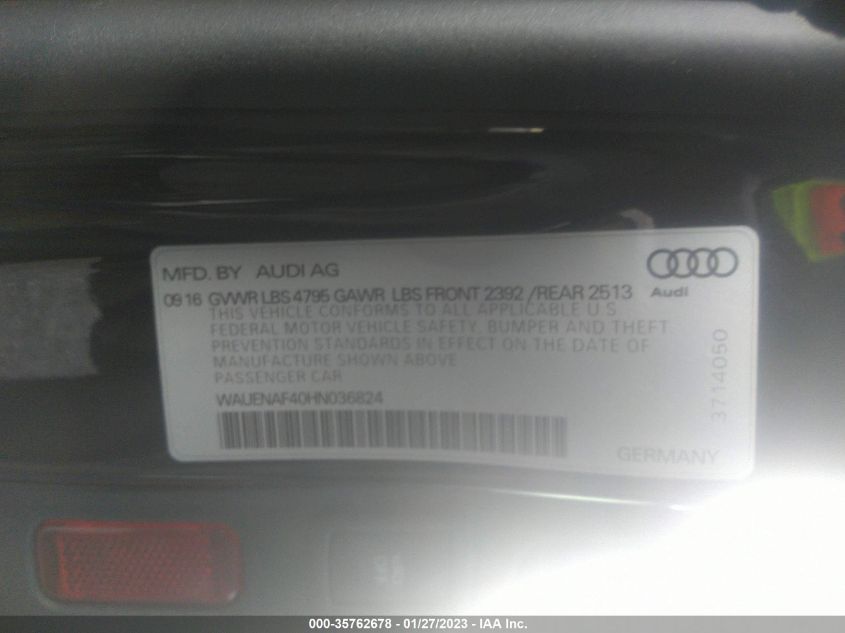 MFD. BY AUDI AG
Audi
09 16 GVWR LBS 4795 GAWR LBS FRONT 2392 /REAR 2513
THIS VEHICLE CONFORMS TO ALL APPLICABLE U.S.
FEDERAL MOTOR VEHICLE SAFETY, BUMPER AND THEFT
PREVENTION STANDARDS IN EFFECT ON THE DATE OF
MANUFACTURE SHOWN ABOVE
PASSENGER CAR
WAUENAF40HN036824
3714050
GERMANY
000-35762678 - 01/27/2023 - IAA Inc.